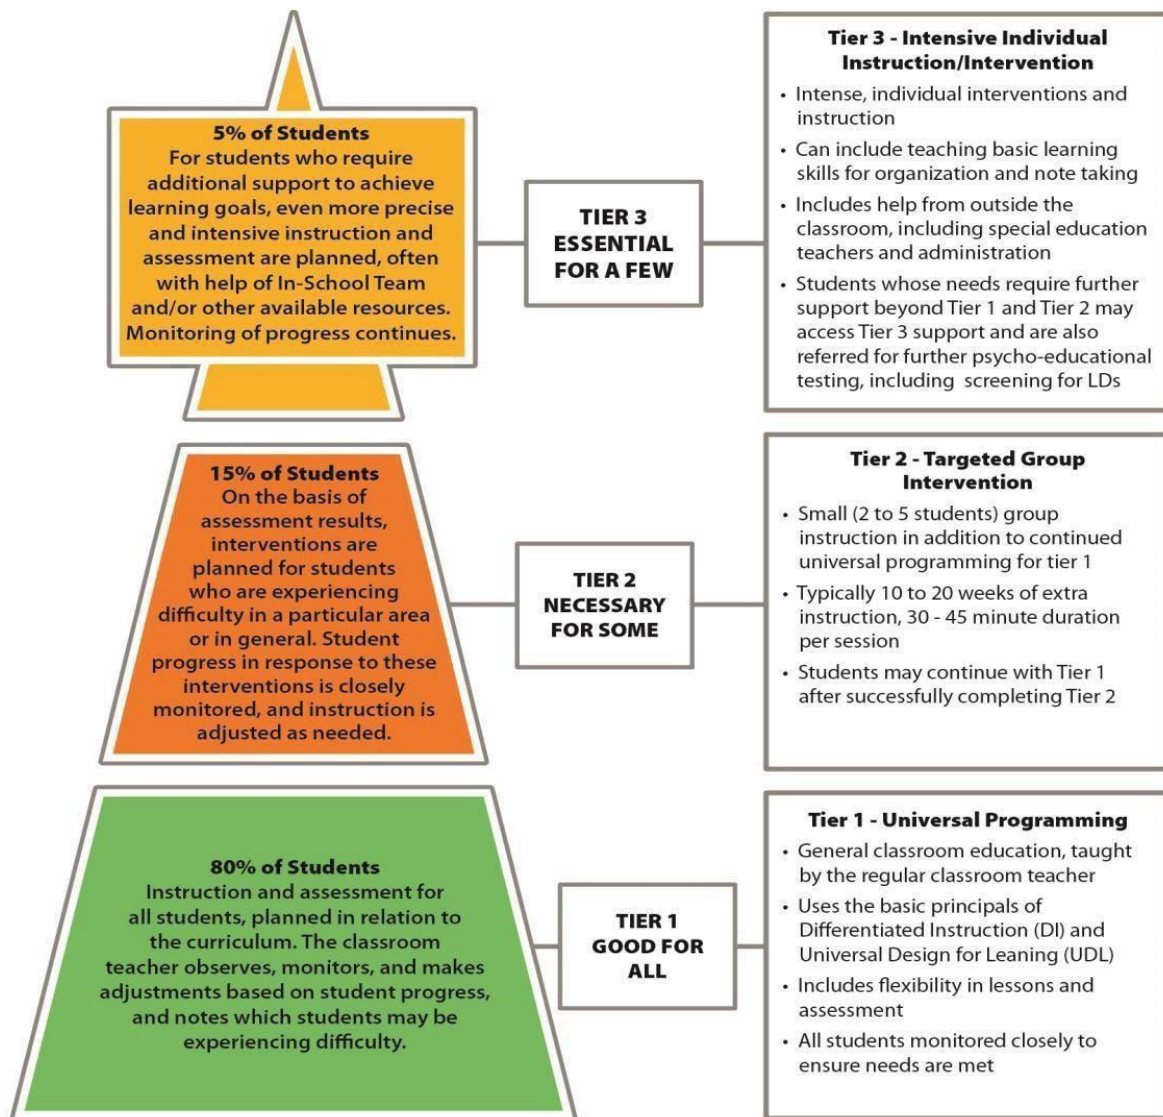 5% of Students
For students who require
additional support to achieve
learning goals, even more precise
and intensive instruction and
assessment are planned, often
with help of In-School Team
and/or other available resources.
Monitoring of progress continues.
TIER 3
ESSENTIAL
FOR A FEW
Tier 3 - Intensive Individual
Instruction/Intervention
• Intense, individual interventions and
instruction
• Can include teaching basic learning
skills for organization and note taking
• Includes help from outside the
classroom, including special education
teachers and administration
• Students whose needs require further
support beyond Tier 1 and Tier 2 may
access Tier 3 support and are also
referred for further psycho-educational
testing, including screening for LDs
15% of Students
On the basis of
assessment results,
interventions are
planned for students
who are experiencing
difficulty in a particular area
or in general. Student
progress in response to these
interventions is closely
monitored, and instruction is
adjusted as needed.
TIER 2
NECESSARY
FOR SOME
Tier 2 - Targeted Group
Intervention
• Small (2 to 5 students) group
instruction in addition to continued
universal programming for tier 1
• Typically 10 to 20 weeks of extra
instruction, 30 - 45 minute duration
per session
• Students may continue with Tier 1
after successfully completing Tier 2
80% of Students
Instruction and assessment for
all students, planned in relation to
the curriculum. The classroom
teacher observes, monitors, and makes
adjustments based on student progress,
and notes which students may be
experiencing difficulty.
TIER 1
GOOD FOR
ALL
Tier 1 - Universal Programming
• General classroom education, taught
by the regular classroom teacher
• Uses the basic principals of
Differentiated Instruction (DI) and
Universal Design for Leaning (UDL)
• Includes flexibility in lessons and
assessment
• All students monitored closely to
ensure needs are met